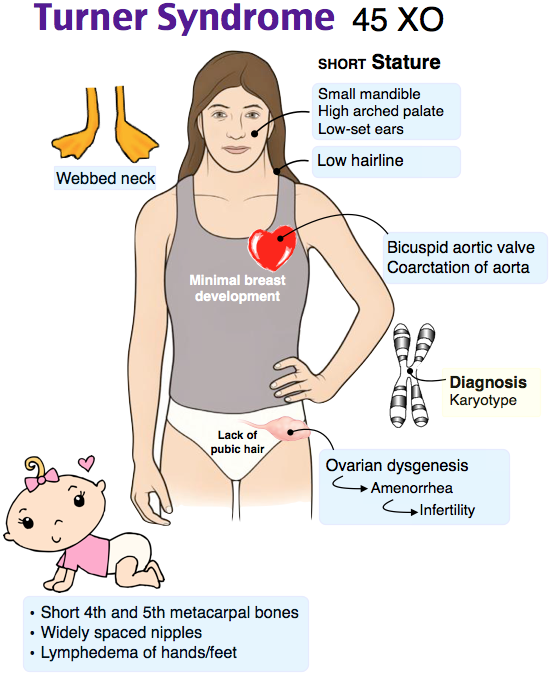 Turner Syndrome 45 XO
SHORT Stature
Small mandible
High arched palate
Low-set ears
Low hairline
Webbed neck
Bicuspid aortic valve
Coarctation of aorta
Minimal breast
development
Diagnosis
Karyotype
Lack of
pubic hair
Ovarian dysgenesis
Amenorrhea
Infertility
• Short 4th and 5th metacarpal bones
• Widely spaced nipples
• Lymphedema of hands/feet